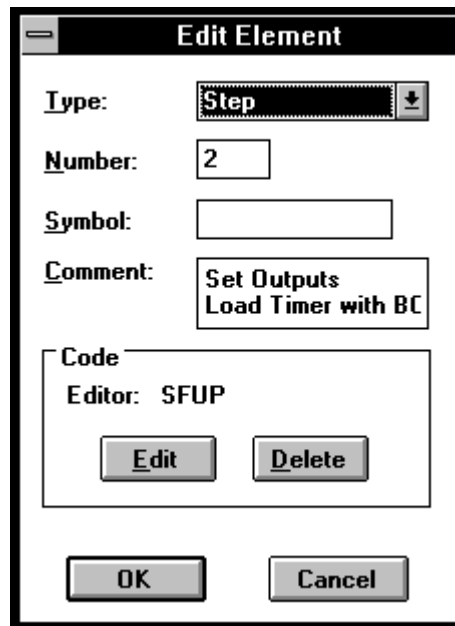 Edit Element
Type: Step
Number: 2
Symbol:
Comment: Set Outputs
Load Timer with BC
Code
Editor: SFUP
Edit Delete
OK Cancel